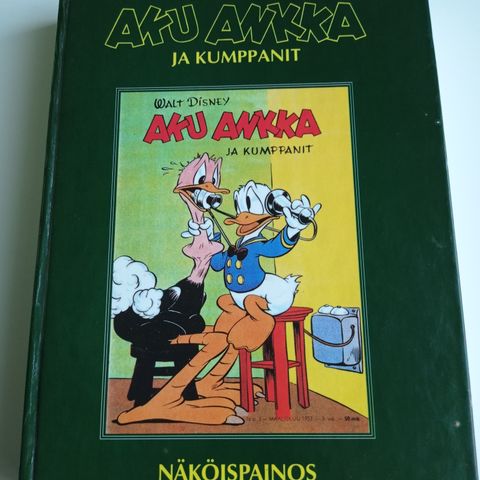 AKU ANKKA
JA KUMPPANIT
WALT DISNEY
AKU ANKKA
JA KUMPPANIT
NÄKÖISPAINOS